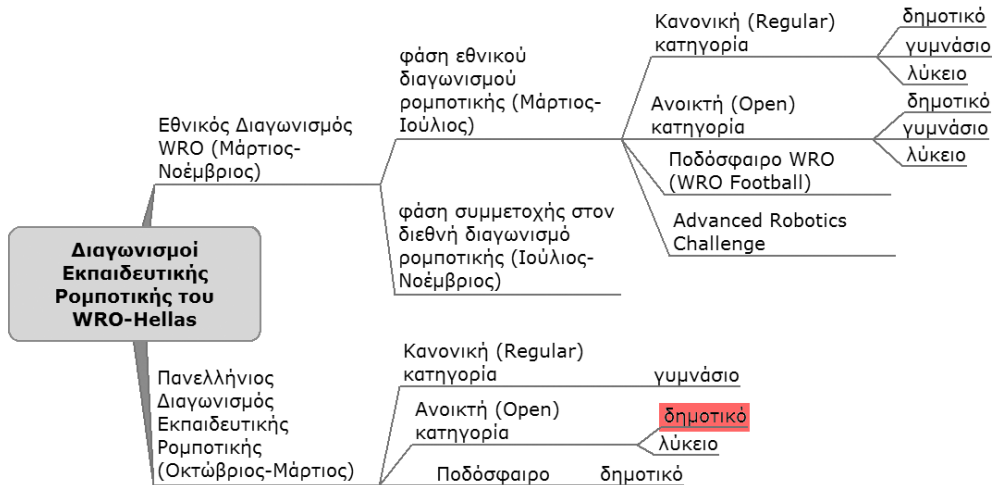 Διαγωνισμοί
Εκπαιδευτικής
Ρομποτικής του
WRO-Hellas
Εθνικός Διαγωνισμός
WRO (Μάρτιος-
Νοέμβριος)
φάση εθνικού
διαγωνισμού
ρομποτικής (Μάρτιος-
Ιούλιος)
Κανονική (Regular)
κατηγορία
δημοτικό
γυμνάσιο
λύκειο
Ανοικτή (Open)
κατηγορία
δημοτικό
γυμνάσιο
λύκειο
Ποδόσφαιρο WRO
(WRO Football)
Advanced Robotics
Challenge
φάση συμμετοχής στον
διεθνή διαγωνισμό
ρομποτικής (Ιούλιος-
Νοέμβριος)
Πανελλήνιος
Διαγωνισμός
Εκπαιδευτικής
Ρομποτικής
(Οκτώβριος-Μάρτιος)
Κανονική (Regular)
κατηγορία
γυμνάσιο
Ανοικτή (Open)
κατηγορία
δημοτικό
λύκειο
Ποδόσφαιρο
δημοτικό